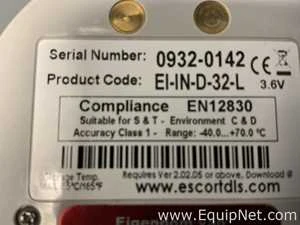 Serial Number: 0932-0142 CE
Product Code: EI-IN-D-32-L 3.6V
Compliance EN12830
Suitable for S & T - Environment C & D
Accuracy Class 1 - Range: -40.0...+70.0 °C
Temp.
Requires Ver 2.02.05 or above, Download @
www.escortdls.com
www.EquipNet.com